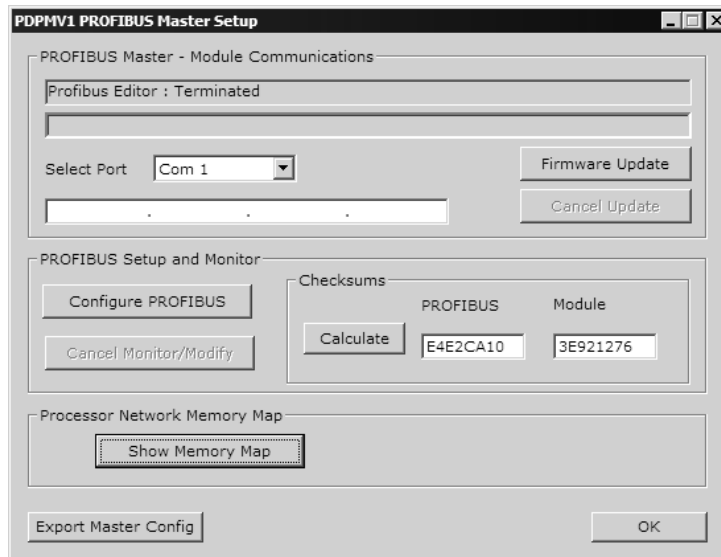 PDPMV1 PROFIBUS Master Setup
PROFIBUS Master - Module Communications
Profibus Editor : Terminated
Select Port Com 1 Firmware Update
. . . Cancel Update
PROFIBUS Setup and Monitor
Checksums
Configure PROFIBUS PROFIBUS Module
Cancel Monitor/Modify Calculate E4E2CA10 3E921276
Processor Network Memory Map
Show Memory Map
Export Master Config OK